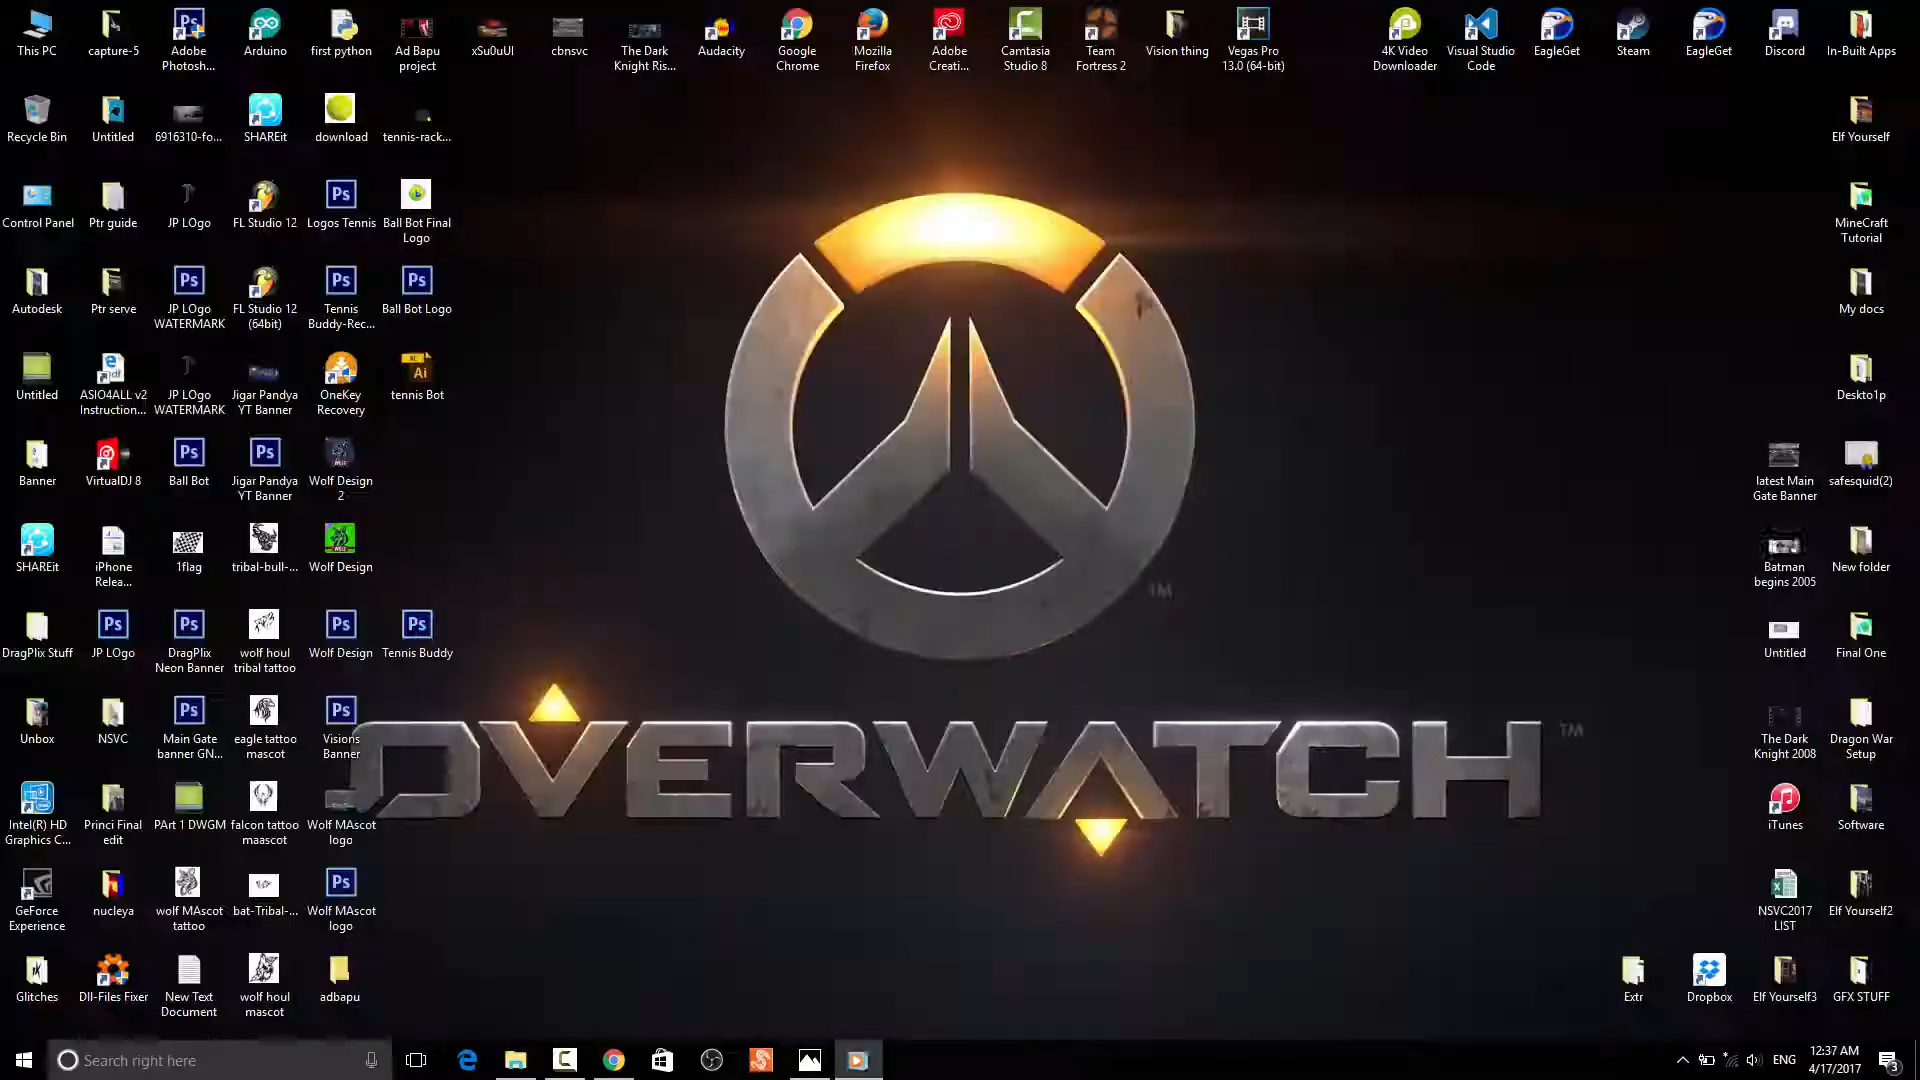 This PC
capture-5
Adobe
Photosh...
Arduino
first python
Ad Bapu
project
xSu0uUI
cbnsvc
The Dark
Knight Ris...
Audacity
Google
Chrome
Mozilla
Firefox
Adobe
Creati...
Camtasia
Studio 8
Team
Fortress 2
Vision thing
Vegas Pro
13.0 (64-bit)
4K Video
Downloader
Visual Studio
Code
EagleGet
Steam
EagleGet
Discord
In-Built Apps
Recycle Bin
Untitled
6916310-fo...
SHAREit
download
tennis-rack...
Elf Yourself
Control Panel
Ptr guide
JP LOgo
FL Studio 12
Logos Tennis
Ball Bot Final
Logo
MineCraft
Tutorial
Autodesk
Ptr serve
JP LOgo
WATERMARK
FL Studio 12
(64bit)
Tennis
Buddy-Rec...
Ball Bot Logo
My docs
Untitled
ASIO4ALL v2
Instruction...
JP LOgo
WATERMARK
Jigar Pandya
YT Banner
OneKey
Recovery
tennis Bot
Deskto1p
Banner
VirtualDJ 8
Ball Bot
Jigar Pandya
YT Banner
Wolf Design
2
latest Main
Gate Banner
safesquid(2)
SHAREit
iPhone
Relea...
1flag
tribal-bull-...
Wolf Design
Batman
begins 2005
New folder
TM
DragPlix Stuff
JP LOgo
DragPlix
Neon Banner
wolf houl
tribal tattoo
Wolf Design
Tennis Buddy
Untitled
Final One
Unbox
NSVC
Main Gate
banner GN...
eagle tattoo
mascot
Visions
Banner
OVERWATCH
TM
The Dark
Knight 2008
Dragon War
Setup
Intel(R) HD
Graphics C...
Princi Final
edit
PArt 1 DWGM
falcon tattoo
maascot
Wolf MAscot
logo
iTunes
Software
GeForce
Experience
nucleya
wolf MAscot
tattoo
bat-Tribal-...
Wolf MAscot
logo
NSVC2017
LIST
Elf Yourself2
Glitches
Dll-Files Fixer
New Text
Document
wolf houl
mascot
adbapu
Extr
Dropbox
Elf Yourself3
GFX STUFF
Search right here
ENG
12:37 AM
4/17/2017
3